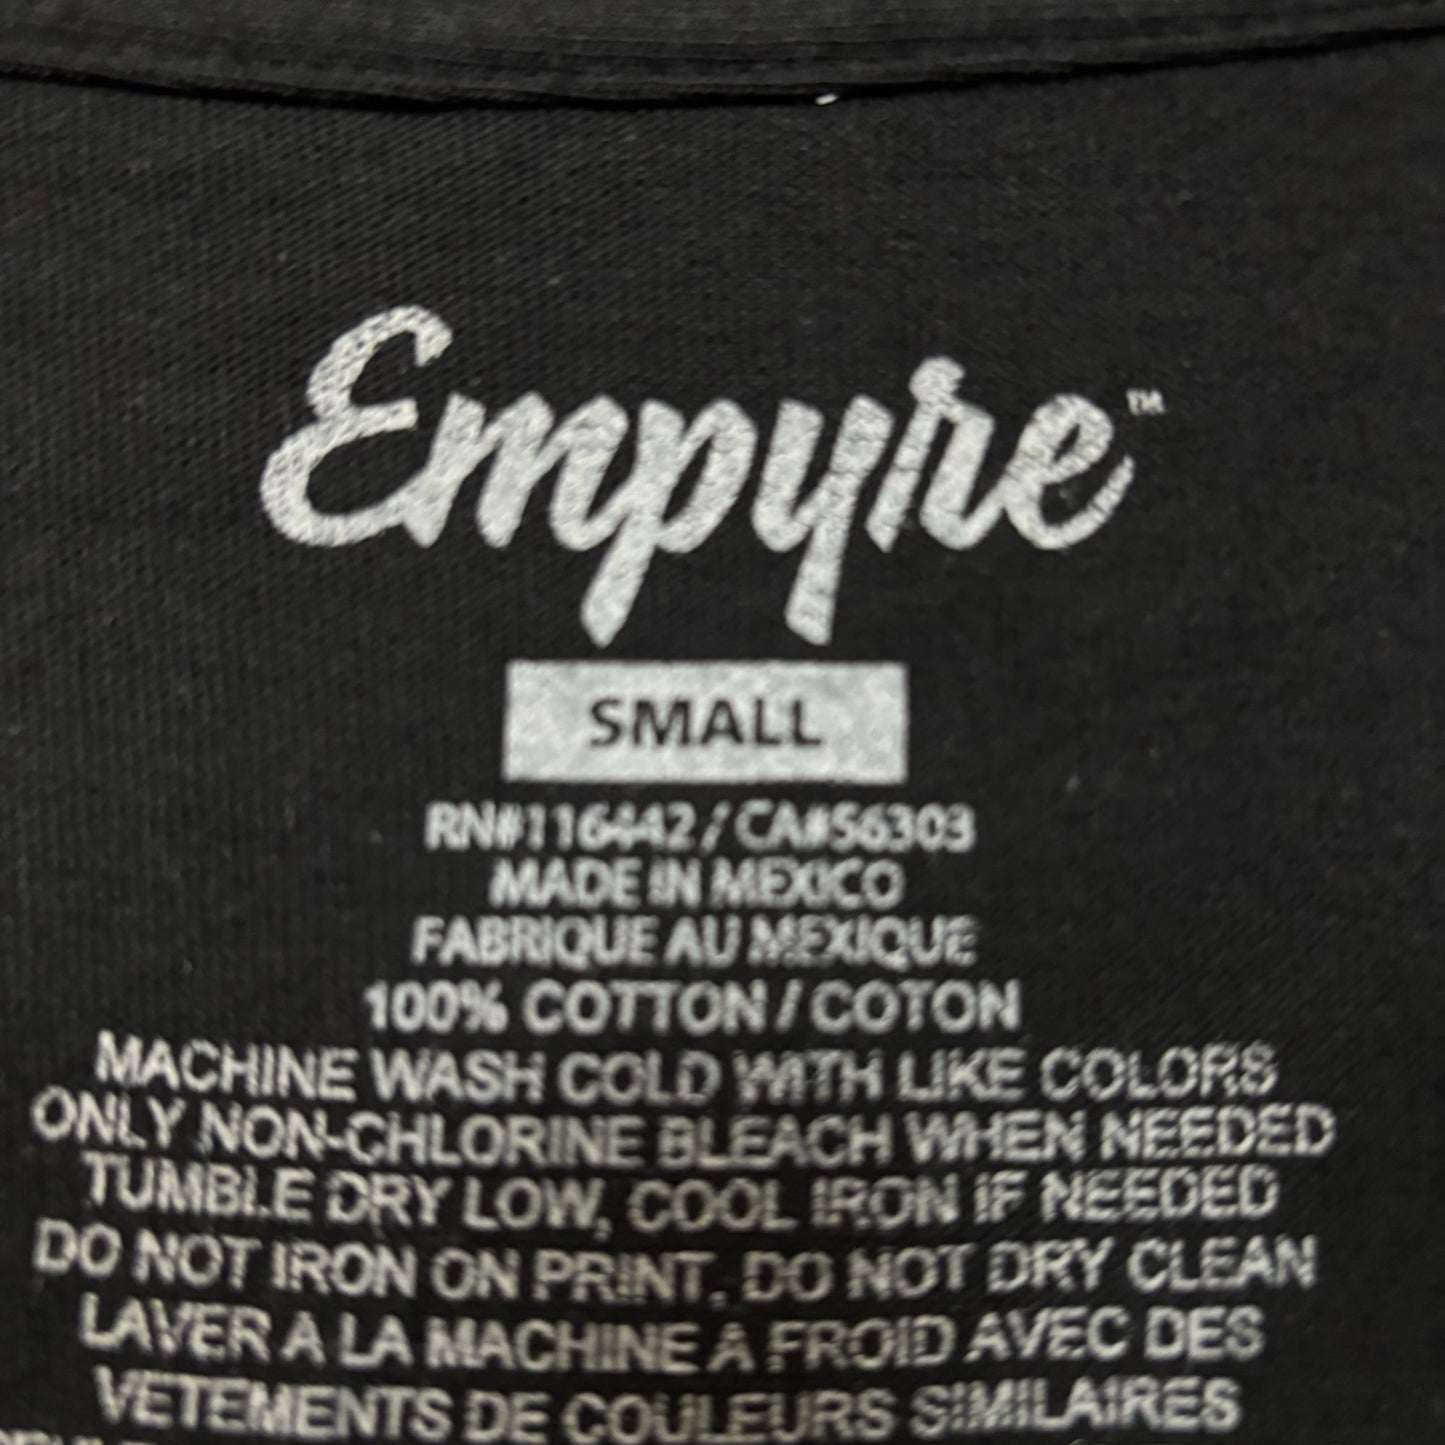 Empyre™
SMALL
RN#116442 / CA#56303
MADE IN MEXICO
FABRIQUE AU MEXIQUE
100% COTTON / COTON
MACHINE WASH COLD WITH LIKE COLORS
ONLY NON-CHLORINE BLEACH WHEN NEEDED
TUMBLE DRY LOW, COOL IRON IF NEEDED
DO NOT IRON ON PRINT. DO NOT DRY CLEAN
LAVER A LA MACHINE A FROID AVEC DES
VETEMENTS DE COULEURS SIMILAIRES